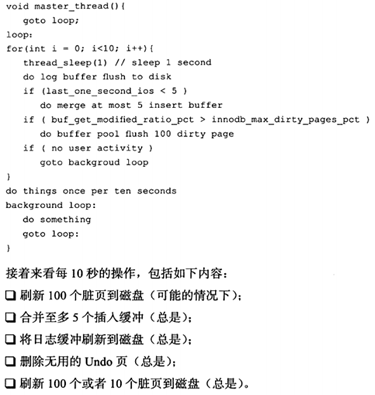 void master_thread(){
goto loop;
loop:
for(int i = 0; i<10; i++){
thread_sleep(1) // sleep 1 second
do log buffer flush to disk
if (last_one_second_ios < 5 )
do merge at most 5 insert buffer
if ( buf_get_modified_ratio_pct > innodb_max_dirty_pages_pct )
do buffer pool flush 100 dirty page
if ( no user activity )
goto backgroud loop
}
do things once per ten seconds
background loop:
do something
goto loop:
}
接着来看每 10 秒的操作，包括如下内容：
❑ 刷新 100 个脏页到磁盘（可能的情况下）；
❑ 合并至多 5 个插入缓冲（总是）；
❑ 将日志缓冲刷新到磁盘（总是）；
❑ 删除无用的 Undo 页（总是）；
❑ 刷新 100 个或者 10 个脏页到磁盘（总是）。